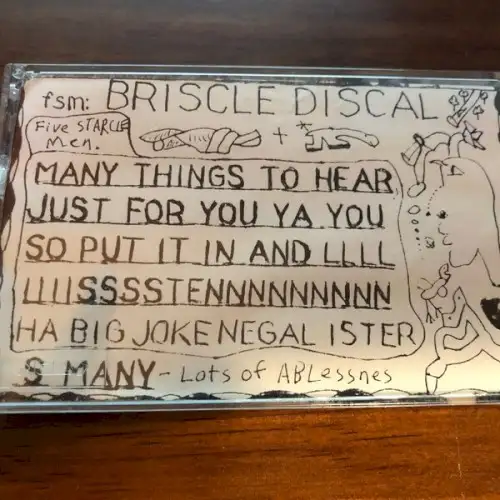 fsm: BRISCLE DISCAL
Five STARCLE
Men.
+
MANY THINGS TO HEAR
JUST FOR YOU YA YOU
SO PUT IT IN AND LLLL
LIIISSSSTENNNNNNNNN
HA BIG JOKE NEGAL ISTER
S MANY - Lots of ABLessnes